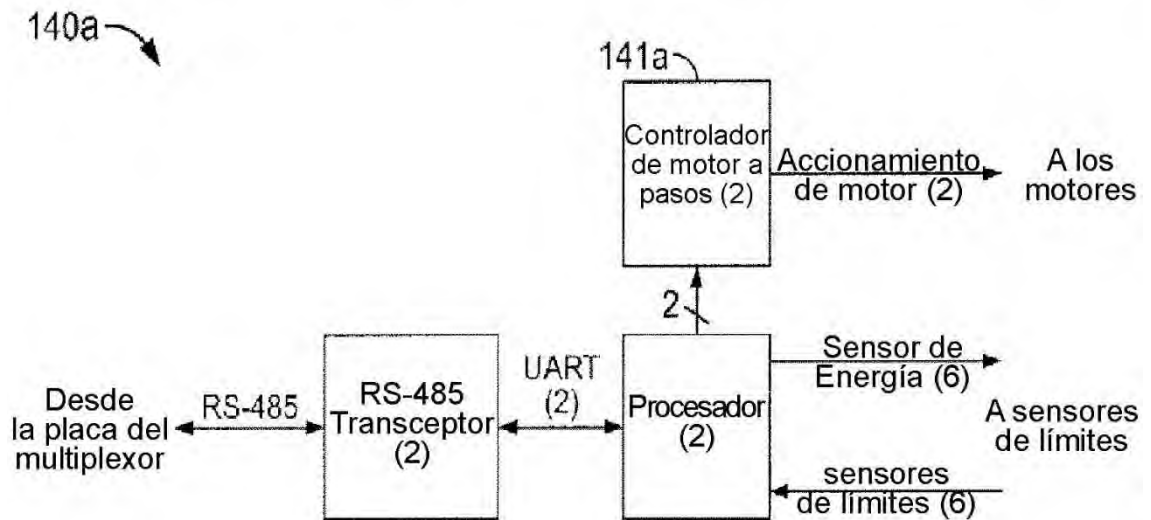 140a
141a
Controlador
de motor a
pasos (2)
Accionamiento
de motor (2)
A los
motores
2
Desde
la placa del
multiplexor
RS-485
RS-485
Transceptor
(2)
UART
(2)
Procesador
(2)
Sensor de
Energía (6)
A sensores
de límites
sensores
de límites (6)